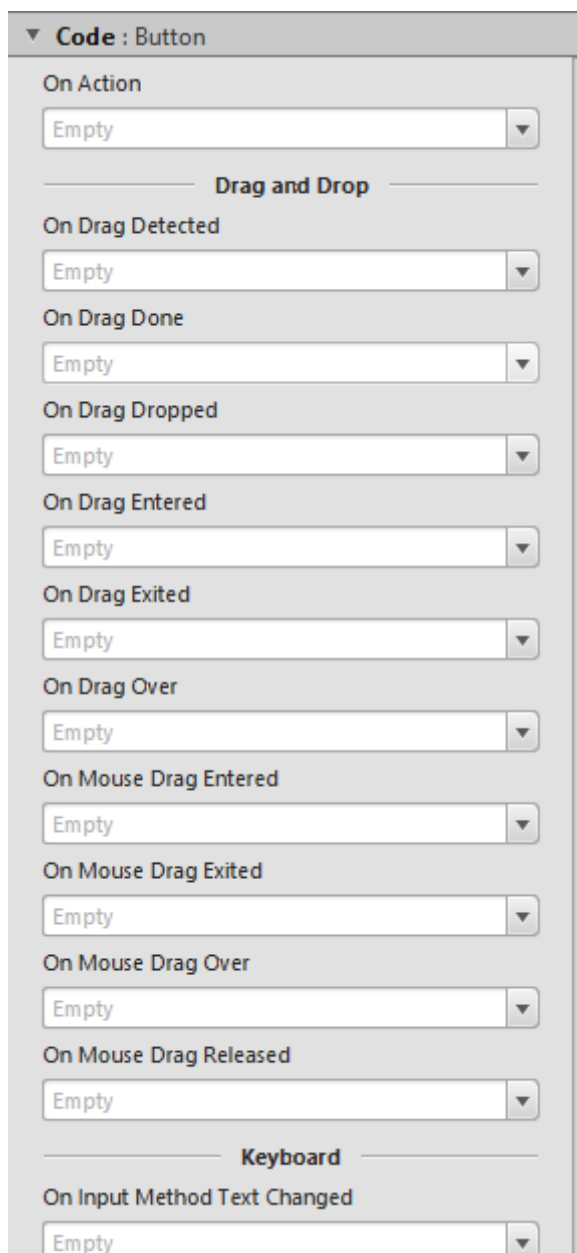 Code : Button
On Action
Empty
Drag and Drop
On Drag Detected
Empty
On Drag Done
Empty
On Drag Dropped
Empty
On Drag Entered
Empty
On Drag Exited
Empty
On Drag Over
Empty
On Mouse Drag Entered
Empty
On Mouse Drag Exited
Empty
On Mouse Drag Over
Empty
On Mouse Drag Released
Empty
Keyboard
On Input Method Text Changed
Empty